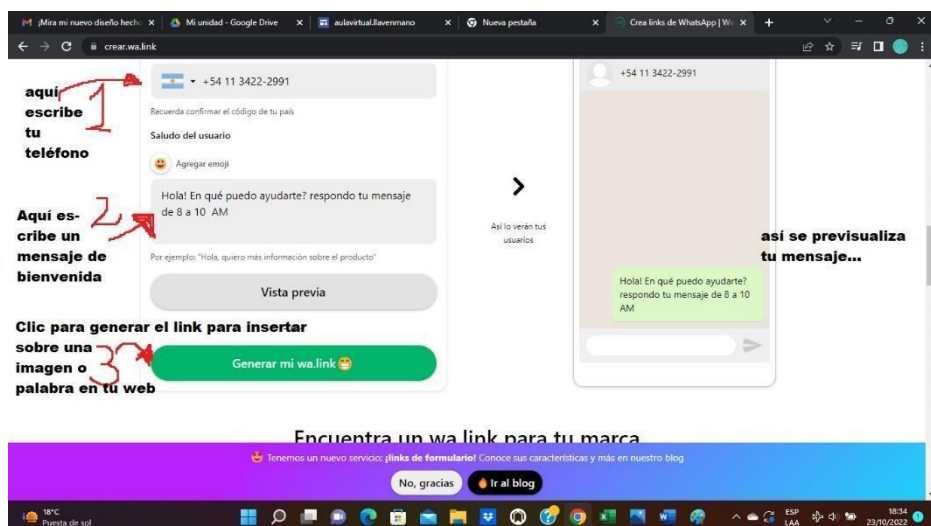 ¡Mira mi nuevo diseño hecho
Mi unidad - Google Drive
aulavirtual.llavenmano
Nueva pestaña
Crea links de WhatsApp | Wa
crear.wa.link
+54 11 3422-2991
+54 11 3422-2991
aquí
escribe
tu
teléfono
1
Recuerda confirmar el código de tu país
Saludo del usuario
Agregar emoji
Hola! En qué puedo ayudarte? respondo tu mensaje
de 8 a 10 AM
Aquí es-
cribe un
mensaje de
bienvenida
2
Así lo verán tus
usuarios
así se previsualiza
tu mensaje...
Por ejemplo: "Hola, quiero más información sobre el producto"
Vista previa
Hola! En qué puedo ayudarte?
respondo tu mensaje de 8 a 10
AM
Clic para generar el link para insertar
sobre una
imagen o
palabra en tu web
3
Generar mi wa.link
Encuentra un wa link para tu marca
Tenemos un nuevo servicio: ¡links de formulario! Conoce sus características y más en nuestro blog
No, gracias
Ir al blog
18°C
Puesta de sol
ESP
LAA
18:34
23/10/2022
1